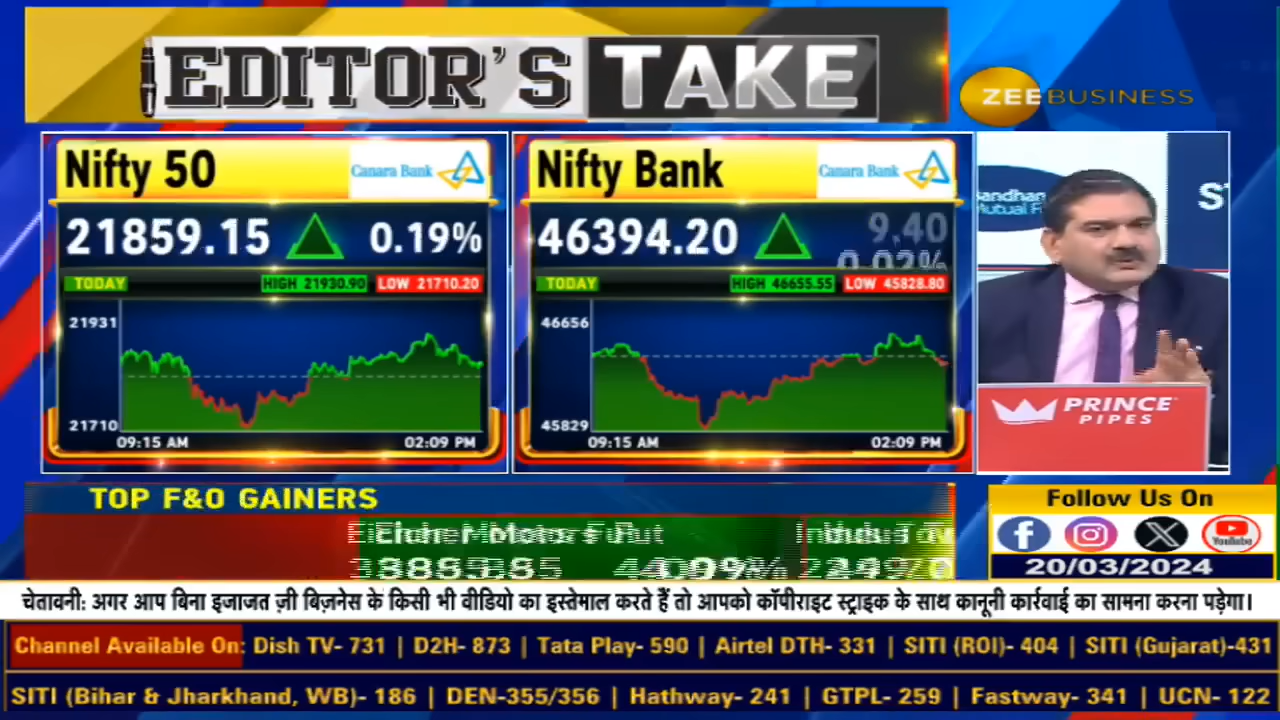 EDITOR'S TAKE
ZEE BUSINESS
Nifty 50
Canara Bank
21859.15
0.19%
TODAY
HIGH 21930.90
LOW 21710.20
21931
21710
09:15 AM
02:09 PM
Nifty Bank
Canara Bank
46394.20
9.40
0.02%
TODAY
HIGH 46655.55
LOW 45828.80
46656
45829
09:15 AM
02:09 PM
Mutual
PRINCE
PIPES
TOP F&O GAINERS
Follow Us On
YouTube
20/03/2024
चेतावनी: अगर आप बिना इजाजत ज़ी बिज़नेस के किसी भी वीडियो का इस्तेमाल करते हैं तो आपको कॉपीराइट स्ट्राइक के साथ कानूनी कार्रवाई का सामना करना पड़ेगा।
Channel Available On: Dish TV- 731 | D2H- 873 | Tata Play- 590 | Airtel DTH- 331 | SITI (ROI)- 404 | SITI (Gujarat)-431
SITI (Bihar & Jharkhand, WB)- 186 | DEN-355/356 | Hathway- 241 | GTPL- 259 | Fastway- 341 | UCN- 122